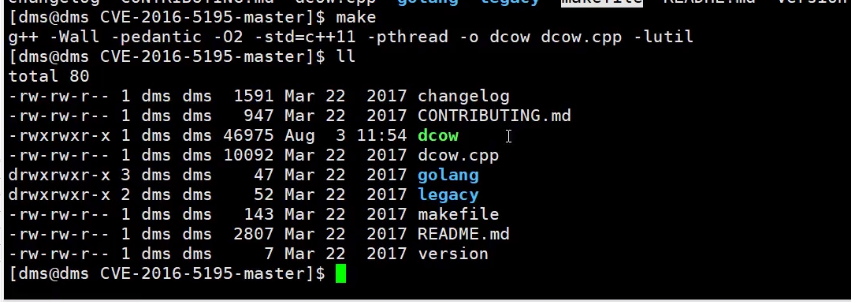 [dms@dms CVE-2016-5195-master]$ make
g++ -Wall -pedantic -O2 -std=c++11 -pthread -o dcow dcow.cpp -lutil
[dms@dms CVE-2016-5195-master]$ ll
total 80
-rw-rw-r-- 1 dms dms  1591 Mar 22  2017 changelog
-rw-rw-r-- 1 dms dms   947 Mar 22  2017 CONTRIBUTING.md
-rwxrwxr-x 1 dms dms 46975 Aug  3 11:54 dcow
-rw-rw-r-- 1 dms dms 10092 Mar 22  2017 dcow.cpp
drwxrwxr-x 3 dms dms    47 Mar 22  2017 golang
drwxrwxr-x 2 dms dms    52 Mar 22  2017 legacy
-rw-rw-r-- 1 dms dms   143 Mar 22  2017 makefile
-rw-rw-r-- 1 dms dms  2807 Mar 22  2017 README.md
-rw-rw-r-- 1 dms dms     7 Mar 22  2017 version
[dms@dms CVE-2016-5195-master]$